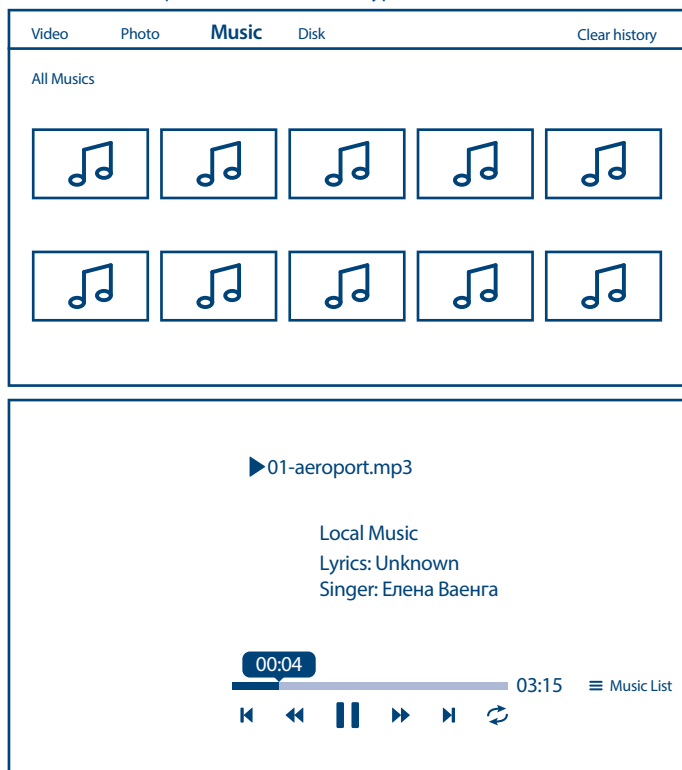 Video Photo Music Disk Clear history
All Musics
01-aeroport.mp3
Local Music
Lyrics: Unknown
Singer: Елена Ваенга
00:04
03:15 Music List